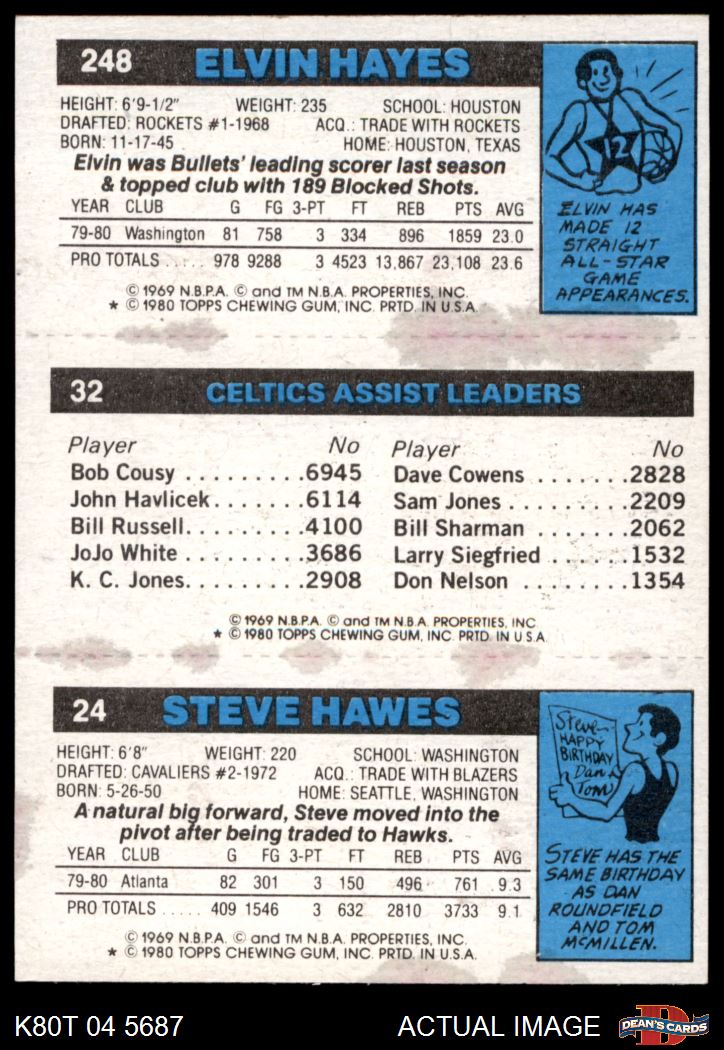 248 ELVIN HAYES
HEIGHT: 6'9-1/2" WEIGHT: 235 SCHOOL: HOUSTON
DRAFTED: ROCKETS #1-1968 ACQ.: TRADE WITH ROCKETS
BORN: 11-17-45 HOME: HOUSTON, TEXAS
Elvin was Bullets' leading scorer last season
& topped club with 189 Blocked Shots.
YEAR CLUB G FG 3-PT FT REB PTS AVG
79-80 Washington 81 758 3 334 896 1859 23.0
PRO TOTALS ..... 978 9288 3 4523 13,867 23,108 23.6
© 1969 N.B.P.A. © and TM N.B.A. PROPERTIES, INC.
★ © 1980 TOPPS CHEWING GUM, INC. PRTD. IN U.S.A.
12
ELVIN HAS
MADE 12
STRAIGHT
ALL-STAR
GAME
APPEARANCES.
32 CELTICS ASSIST LEADERS
Player No Player No
Bob Cousy .........6945 Dave Cowens .......2828
John Havlicek.......6114 Sam Jones .........2209
Bill Russell.........4100 Bill Sharman .......2062
JoJo White .........3686 Larry Siegfried ......1532
K. C. Jones.........2908 Don Nelson ........1354
© 1969 N.B.P.A. © and TM N.B.A. PROPERTIES, INC
★ © 1980 TOPPS CHEWING GUM, INC. PRTD. IN U S A
24 STEVE HAWES
HEIGHT: 6'8" WEIGHT: 220 SCHOOL: WASHINGTON
DRAFTED: CAVALIERS #2-1972 ACQ.: TRADE WITH BLAZERS
BORN: 5-26-50 HOME: SEATTLE, WASHINGTON
A natural big forward, Steve moved into the
pivot after being traded to Hawks.
YEAR CLUB G FG 3-PT FT REB PTS AVG
79-80 Atlanta 82 301 3 150 496 761 9.3
PRO TOTALS ..... 409 1546 3 632 2810 3733 9.1
© 1969 N.B.P.A. © and TM N.B.A. PROPERTIES, INC.
★ © 1980 TOPPS CHEWING GUM, INC. PRTD. IN U.S.A.
Steve-
HAPPY
BIRTHDAY
Dan &
Tom
STEVE HAS THE
SAME BIRTHDAY
AS DAN
ROUNDFIELD
AND TOM
MCMILLEN.
K80T 04 5687 ACTUAL IMAGE D DEAN'S CARDS